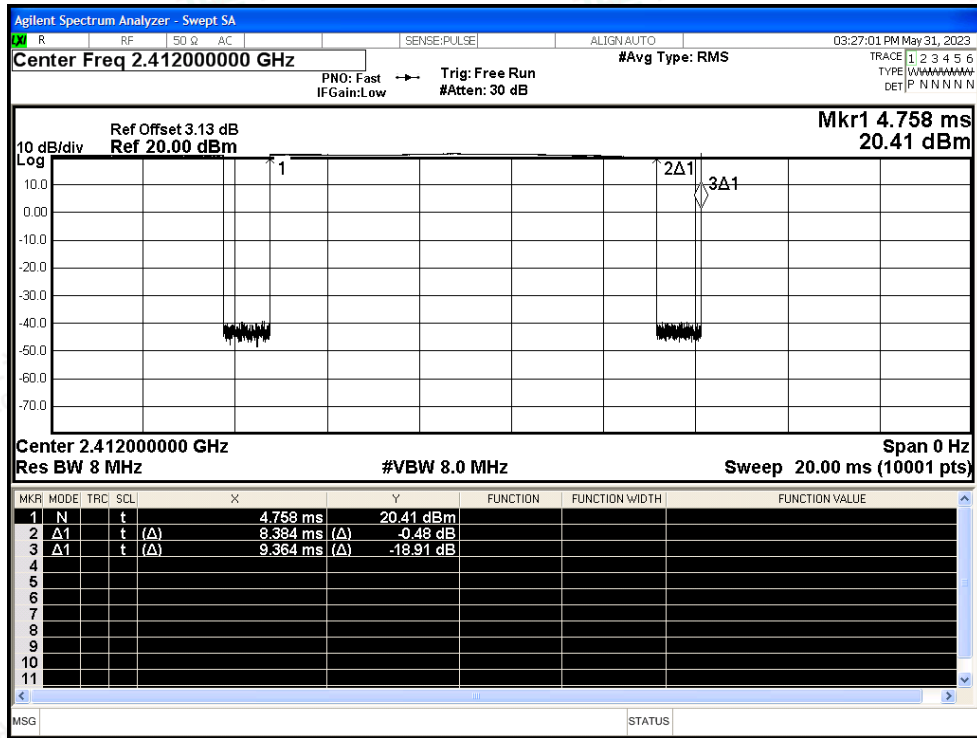 Agilent Spectrum Analyzer - Swept SA
LXI R RF 50 Ω AC SENSE:PULSE ALIGN AUTO 03:27:01 PM May 31, 2023
Center Freq 2.412000000 GHz
PNO: Fast
IFGain:Low
Trig: Free Run
#Atten: 30 dB
#Avg Type: RMS
TRACE 1 2 3 4 5 6
TYPE WWWWWW
DET P N N N N N
Mkr1 4.758 ms
20.41 dBm
Ref Offset 3.13 dB
10 dB/div Ref 20.00 dBm
Log
1
2Δ1
3Δ1
10.0
0.00
-10.0
-20.0
-30.0
-40.0
-50.0
-60.0
-70.0
Center 2.412000000 GHz Span 0 Hz
Res BW 8 MHz #VBW 8.0 MHz Sweep 20.00 ms (10001 pts)
MKR MODE TRC SCL X Y FUNCTION FUNCTION WIDTH FUNCTION VALUE
1 N t 4.758 ms 20.41 dBm
2 Δ1 t (Δ) 8.384 ms (Δ) -0.48 dB
3 Δ1 t (Δ) 9.364 ms (Δ) -18.91 dB
4
5
6
7
8
9
10
11
MSG STATUS